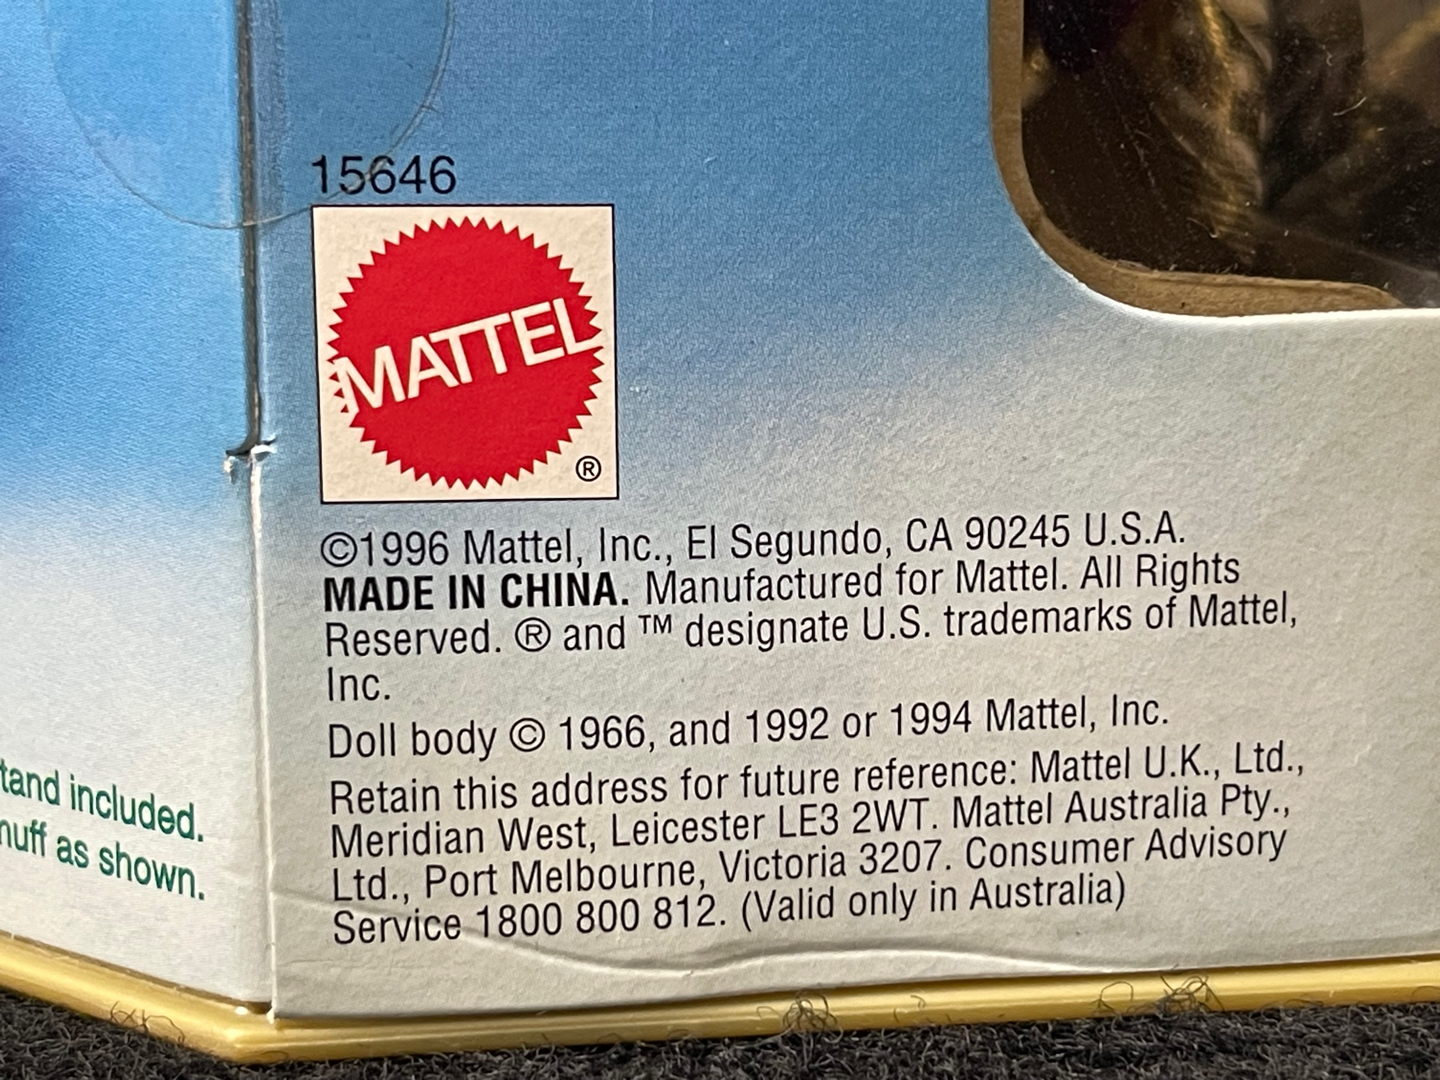 15646
MATTEL
®
©1996 Mattel, Inc., El Segundo, CA 90245 U.S.A.
MADE IN CHINA. Manufactured for Mattel. All Rights
Reserved. ® and ™ designate U.S. trademarks of Mattel,
Inc.
Doll body © 1966, and 1992 or 1994 Mattel, Inc.
Retain this address for future reference: Mattel U.K., Ltd.,
Meridian West, Leicester LE3 2WT. Mattel Australia Pty.,
Ltd., Port Melbourne, Victoria 3207. Consumer Advisory
Service 1800 800 812. (Valid only in Australia)
tand included.
nuff as shown.